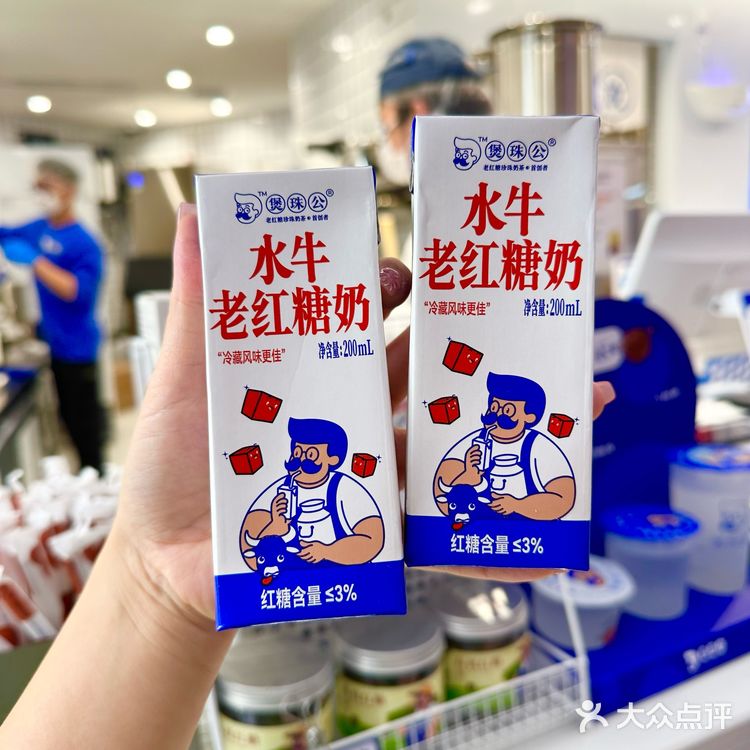 煲珠公®
老红糖珍珠奶茶®首创者
水牛
老红糖奶
“冷藏风味更佳”
净含量:200mL
红糖含量 ≤3%
TM 煲珠公®
老红糖珍珠奶茶®首创者
水牛
老红糖奶
“冷藏风味更佳”
净含量:200mL
红糖含量 ≤3%
大众点评